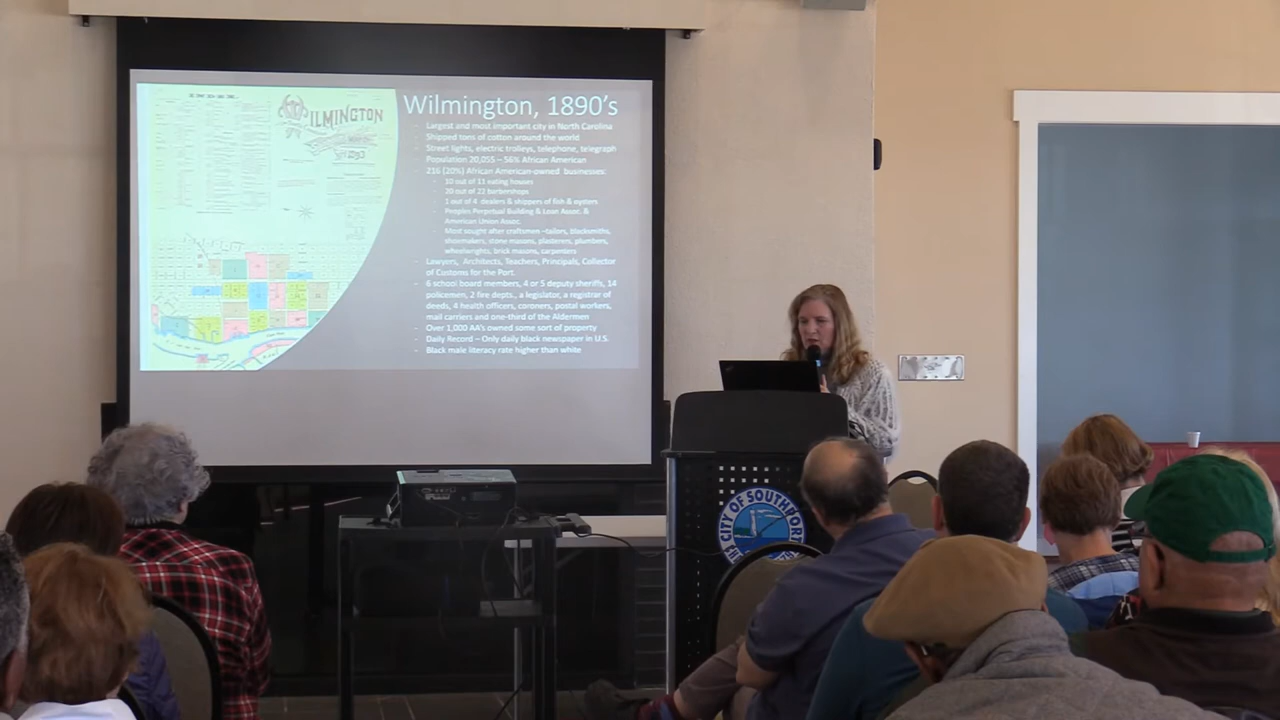 INDEX
WILMINGTON
Wilmington, 1890's
- Largest and most important city in North Carolina
- Shipped tons of cotton around the world
- Street lights, electric trolleys, telephone, telegraph
Population 20,055 – 56% African American
- 216 (20%) African American-owned businesses:
- 10 out of 11 eating houses
- 20 out of 22 barbershops
- 1 out of 4 dealers & shippers of fish & oysters
- Peoples Perpetual Building & Loan Assoc. &
American Union Assoc.
- Most sought after craftsmen –tailors, blacksmiths,
shoemakers, stone masons, plasterers, plumbers,
wheelwrights, brick masons, carpenters
- Lawyers, Architects, Teachers, Principals, Collector
of Customs for the Port.
- 6 school board members, 4 or 5 deputy sheriffs, 14
policemen, 2 fire depts., a legislator, a registrar of
deeds, 4 health officers, coroners, postal workers,
mail carriers and one-third of the Aldermen
- Over 1,000 AA's owned some sort of property
- Daily Record – Only daily black newspaper in U.S.
- Black male literacy rate higher than white
CITY OF SOUTHPORT